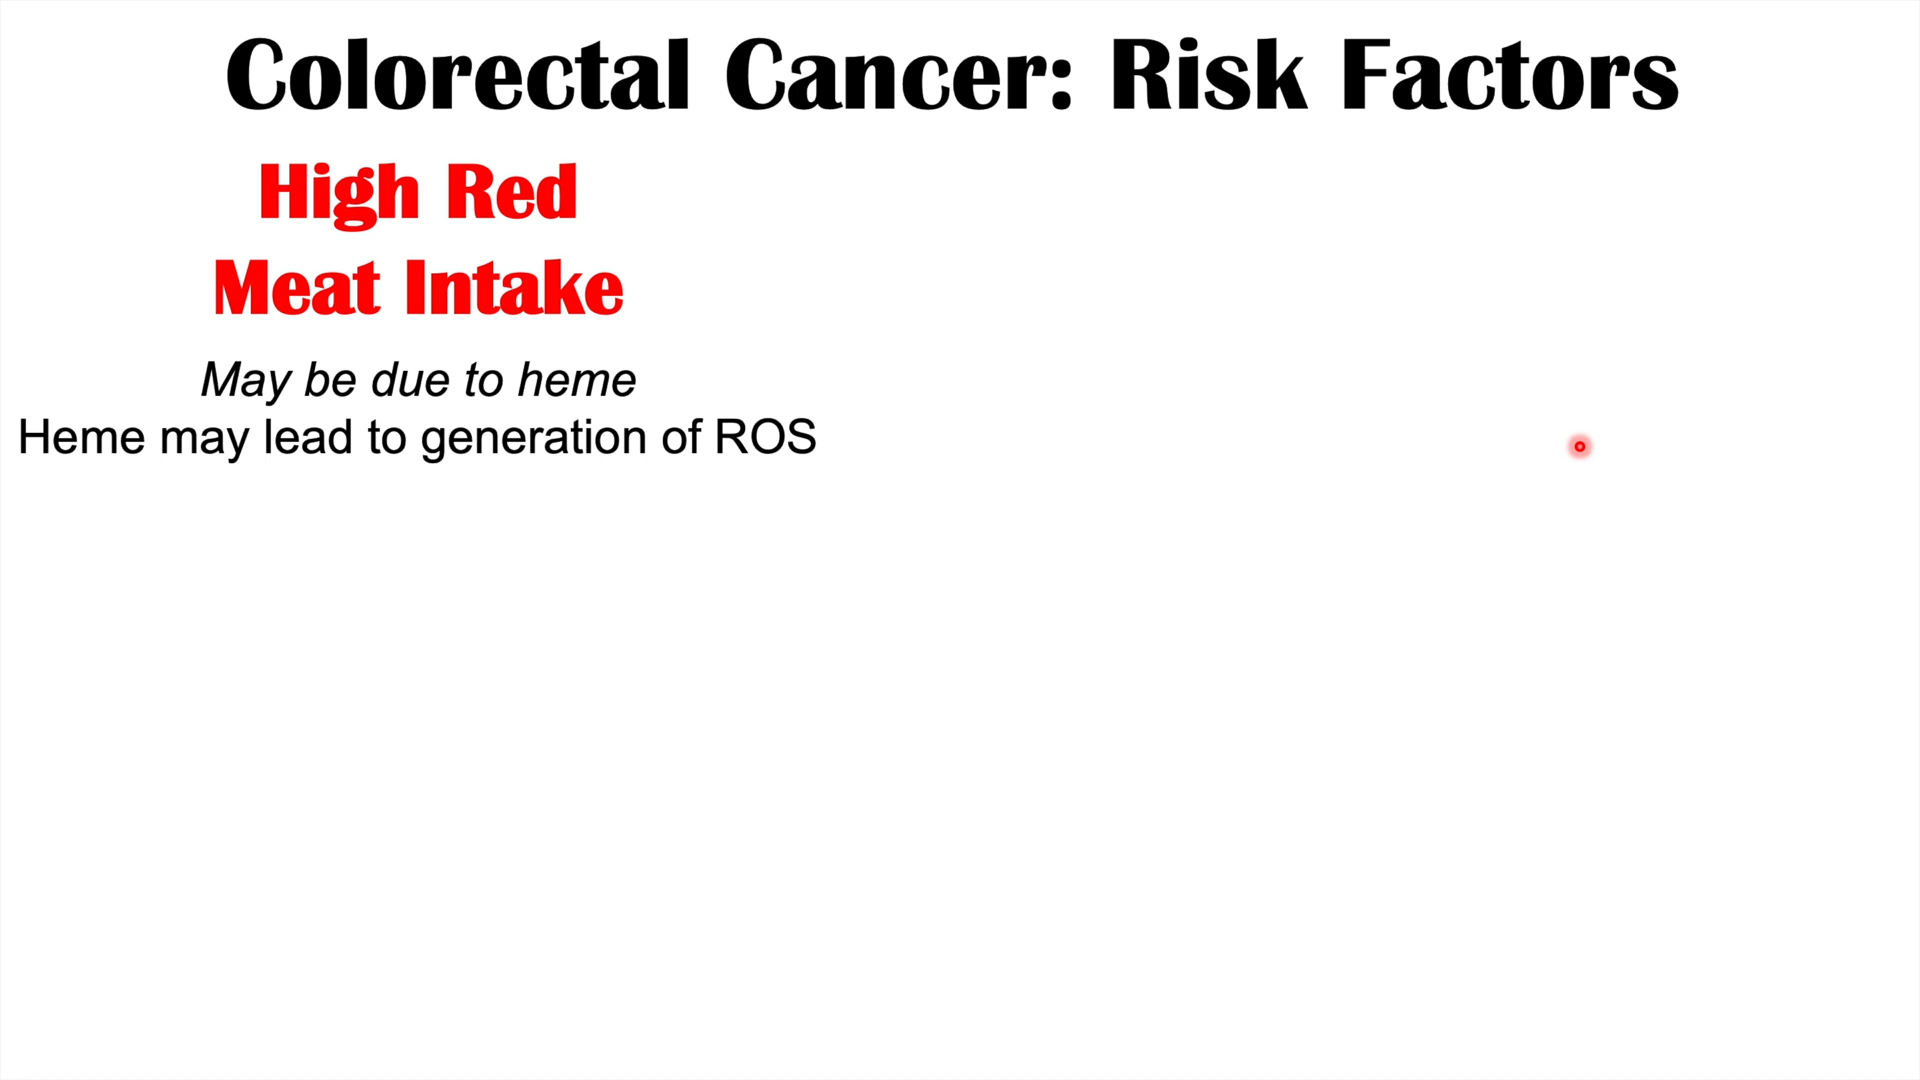 Colorectal Cancer: Risk Factors
High Red
Meat Intake
May be due to heme
Heme may lead to generation of ROS